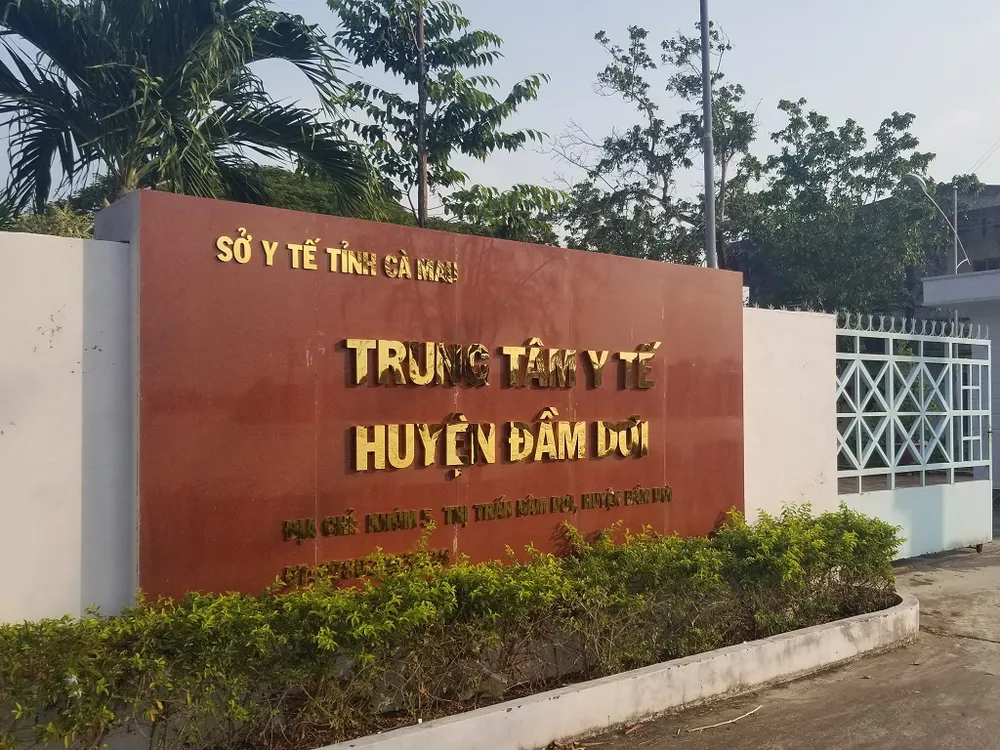 SỞ Y TẾ TỈNH CÀ MAU
TRUNG TÂM Y TẾ
HUYỆN ĐẦM DƠI
ĐỊA CHỈ: KHÓM 5, THỊ TRẤN ĐẦM DƠI, HUYỆN ĐẦM DƠI
ĐT: